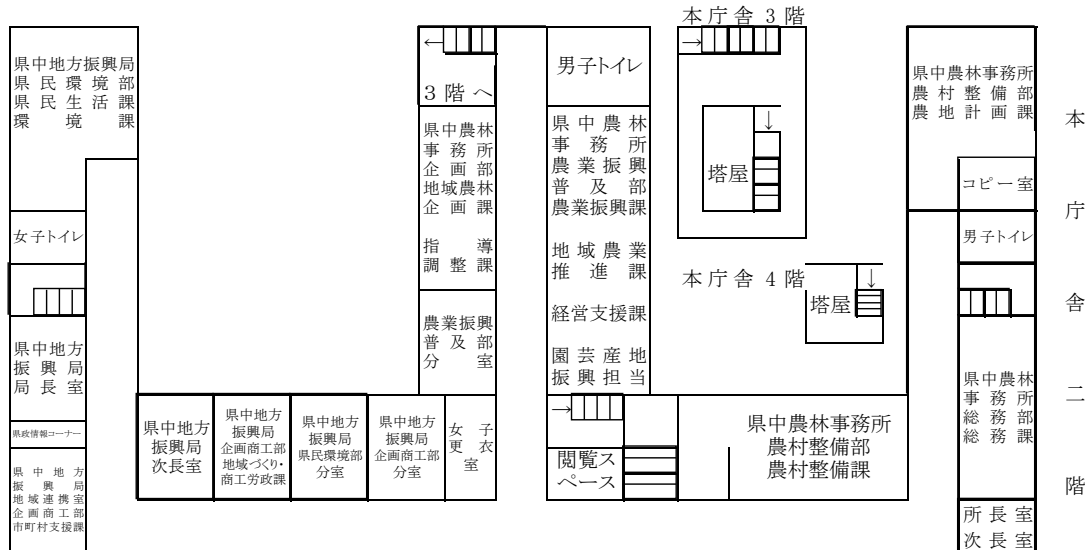 本庁舎二階
県中地方振興局
県民環境部
県民生活課
環境課
女子トイレ
県中地方
振興局
局長室
県政情報コーナー
県中地方
振興局
地域連携室
企画商工部
市町村支援課
県中地方
振興局
次長室
県中地方
振興局
企画商工部
地域づくり・
商工労政課
県中地方
振興局
県民環境部
分室
県中地方
振興局
企画商工部
分室
女子
更衣
室
←
3階へ
県中農林
事務所
企画部
地域農林
企画課
指導
調整課
農業振興
普及部
分室
男子トイレ
県中農林
事務所
農業振興
普及部
農業振興課
地域農業
推進課
経営支援課
園芸産地
振興担当
→
閲覧ス
ペース
本庁舎3階
→
塔屋
↓
本庁舎4階
塔屋
↓
県中農林事務所
農村整備部
農村整備課
県中農林事務所
農村整備部
農地計画課
コピー室
男子トイレ
県中農林
事務所
総務部
総務課
所長室
次長室